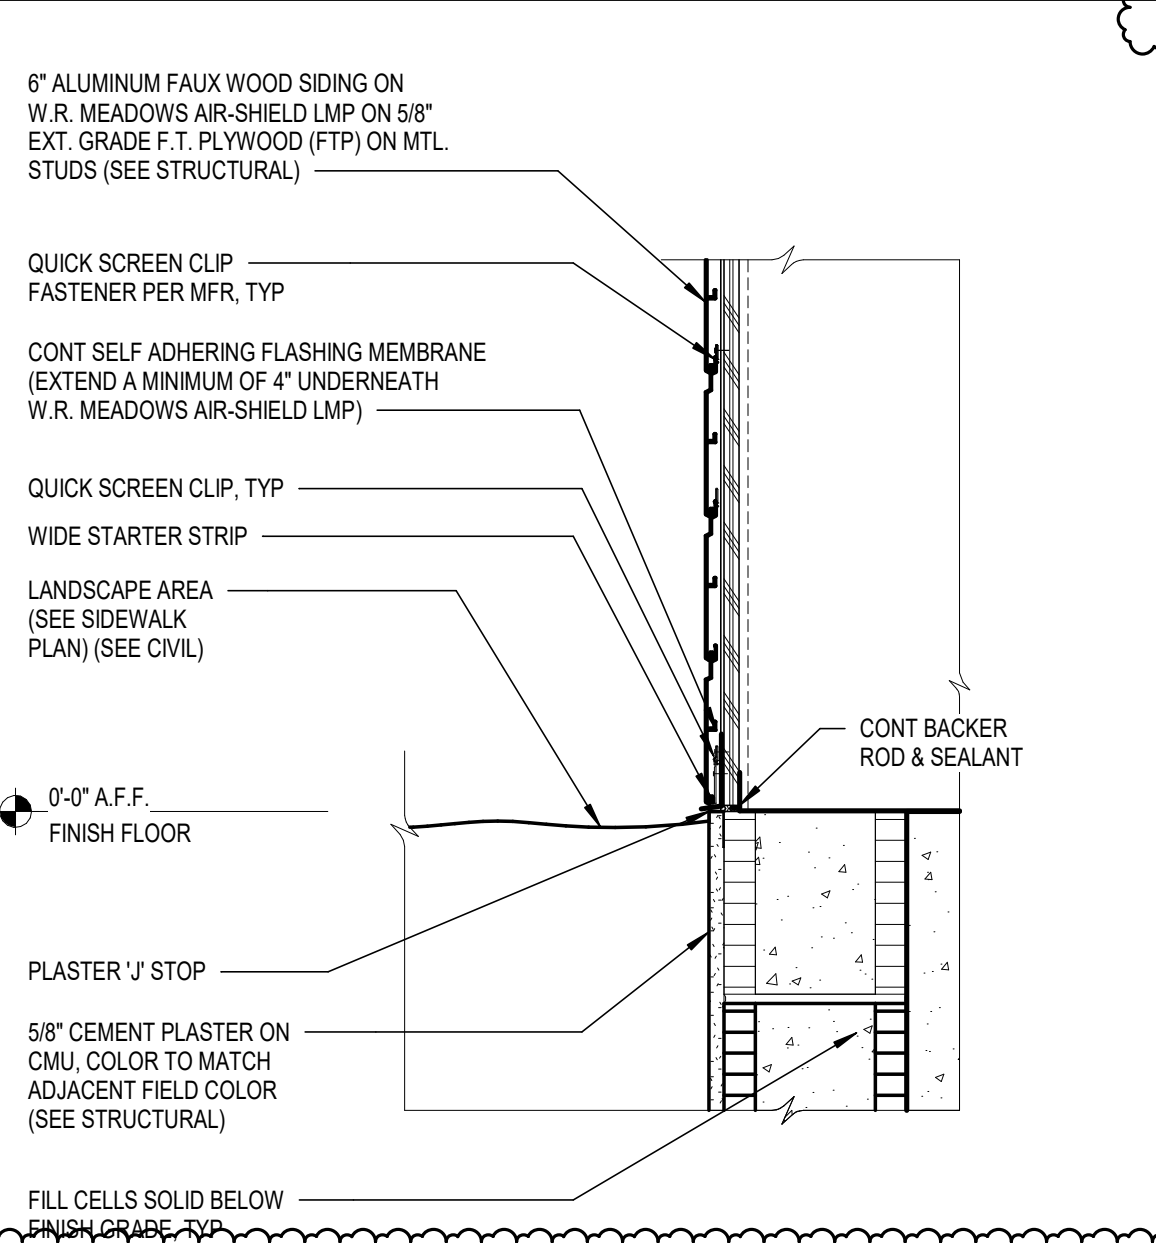 6" ALUMINUM FAUX WOOD SIDING ON
W.R. MEADOWS AIR-SHIELD LMP ON 5/8"
EXT. GRADE F.T. PLYWOOD (FTP) ON MTL.
STUDS (SEE STRUCTURAL)
QUICK SCREEN CLIP
FASTENER PER MFR, TYP
CONT SELF ADHERING FLASHING MEMBRANE
(EXTEND A MINIMUM OF 4" UNDERNEATH
W.R. MEADOWS AIR-SHIELD LMP)
QUICK SCREEN CLIP, TYP
WIDE STARTER STRIP
LANDSCAPE AREA
(SEE SIDEWALK
PLAN) (SEE CIVIL)
CONT BACKER
ROD & SEALANT
0'-0" A.F.F.
FINISH FLOOR
PLASTER 'J' STOP
5/8" CEMENT PLASTER ON
CMU, COLOR TO MATCH
ADJACENT FIELD COLOR
(SEE STRUCTURAL)
FILL CELLS SOLID BELOW
FINISH GRADE, TYP